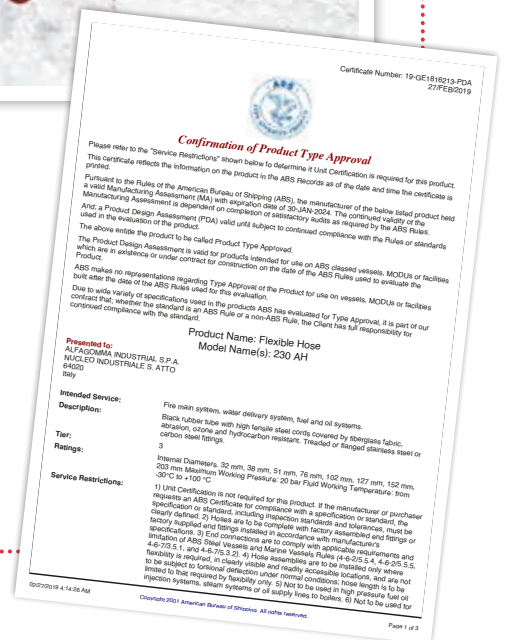 Certificate Number: 19-GE1816213-PDA
27/FEB/2019
ABS
Confirmation of Product Type Approval
Please refer to the "Service Restrictions" shown below to determine if Unit Certification is required for this product.
This certificate reflects the information on the product in the ABS Records as of the date and time the certificate is
printed.
Pursuant to the Rules of the American Bureau of Shipping (ABS), the manufacturer of the below listed product held
a valid Manufacturing Assessment (MA) with expiration date of 30-JAN-2024. The continued validity of the
Manufacturing Assessment is dependent on completion of satisfactory audits as required by the ABS Rules.
And; a Product Design Assessment (PDA) valid until subject to continued compliance with the Rules or standards
used in the evaluation of the product.
The above entitle the product to be called Product Type Approved.
The Product Design Assessment is valid for products intended for use on ABS classed vessels, MODUs or facilities
which are in existence or under contract for construction on the date of the ABS Rules used to evaluate the
Product.
ABS makes no representations regarding Type Approval of the Product for use on vessels, MODUs or facilities
built after the date of the ABS Rules used for this evaluation.
Due to wide variety of specifications used in the products ABS has evaluated for Type Approval, it is part of our
contract that; whether the standard is an ABS Rule or a non-ABS Rule, the Client has full responsibility for
continued compliance with the standard.
Product Name: Flexible Hose
Model Name(s): 230 AH
Presented to:
ALFAGOMMA INDUSTRIAL S.P.A.
NUCLEO INDUSTRIALE S. ATTO
64020
Italy
Intended Service: Fire main system, water delivery system, fuel and oil systems.
Description: Black rubber tube with high tensile steel cords covered by fiberglass fabric,
abrasion, ozone and hydrocarbon resistant. Treaded or flanged stainless steel or
carbon steel fittings.
Tier: 3
Ratings: Internal Diameters. 32 mm, 38 mm, 51 mm, 76 mm, 102 mm, 127 mm, 152 mm,
203 mm Maximum Working Pressure: 20 bar Fluid Working Temperature: from
-30°C to +100 °C
Service Restrictions: 1) Unit Certification is not required for this product. If the manufacturer or purchaser
requests an ABS Certificate for compliance with a specification or standard, the
specification or standard, including inspection standards and tolerances, must be
clearly defined. 2) Hoses are to be complete with factory assembled end fittings or
factory supplied end fittings installed in accordance with manufacturer's
specifications. 3) End connections are to comply with applicable requirements and
limitation of ABS Steel Vessels and Marine Vessels Rules (4-6-2/5.5.4, 4-6-2/5.5.5,
4-6-7/3.5.1, and 4-6-7/5.3.2). 4) Hose assemblies are to be installed only where
flexibility is required, in clearly visible and readily accessible locations, and are not
to be subject to torsional deflection under normal conditions; hose length is to be
limited to that required by flexibility only. 5) Not to be used in high pressure fuel oil
injection systems, steam systems or oil supply lines to boilers. 6) Not to be used for
02/27/2019 4:14:26 AM
Copyright 2001 American Bureau of Shipping. All rights reserved.
Page 1 of 3